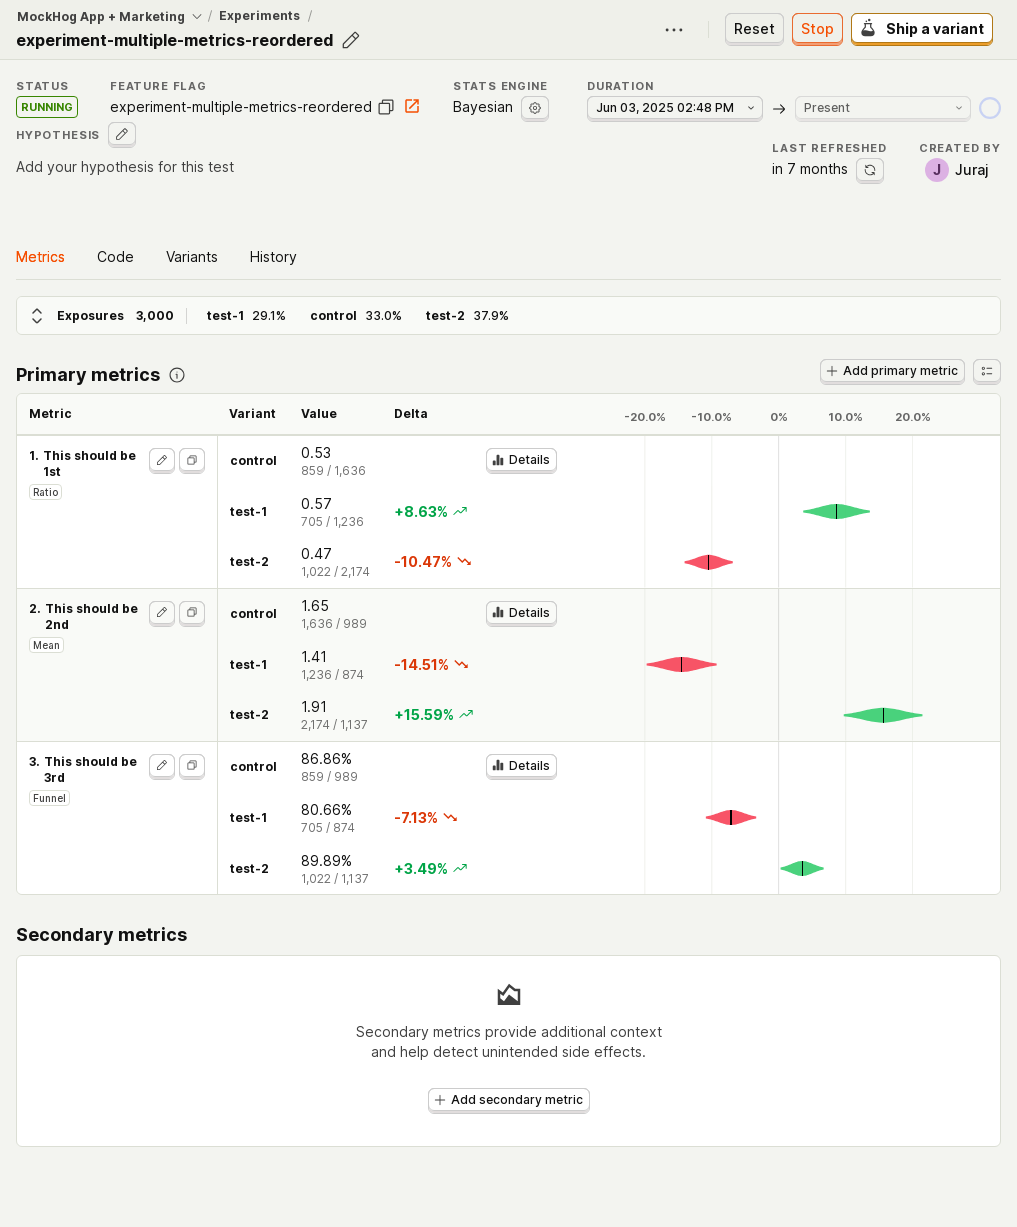 MockHog App + Marketing / Experiments /
experiment-multiple-metrics-reordered
Reset
Stop
Ship a variant
STATUS
RUNNING
FEATURE FLAG
experiment-multiple-metrics-reordered
STATS ENGINE
Bayesian
DURATION
Jun 03, 2025 02:48 PM → Present
HYPOTHESIS
Add your hypothesis for this test
LAST REFRESHED
in 7 months
CREATED BY
J Juraj
Metrics Code Variants History
Exposures 3,000 test-1 29.1% control 33.0% test-2 37.9%
Primary metrics
Add primary metric
Metric Variant Value Delta -20.0% -10.0% 0% 10.0% 20.0%
1. This should be
1st
Ratio
control 0.53 Details
859 / 1,636
test-1 0.57 +8.63%
705 / 1,236
test-2 0.47 -10.47%
1,022 / 2,174
2. This should be
2nd
Mean
control 1.65 Details
1,636 / 989
test-1 1.41 -14.51%
1,236 / 874
test-2 1.91 +15.59%
2,174 / 1,137
3. This should be
3rd
Funnel
control 86.86% Details
859 / 989
test-1 80.66% -7.13%
705 / 874
test-2 89.89% +3.49%
1,022 / 1,137
Secondary metrics
Secondary metrics provide additional context
and help detect unintended side effects.
Add secondary metric